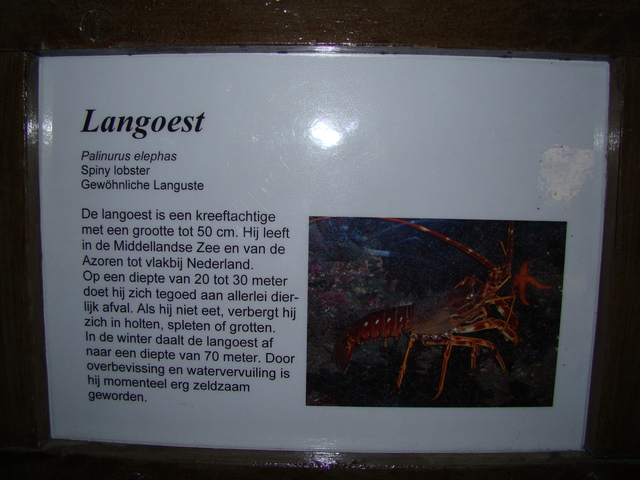 Langoest
Palinurus elephas
Spiny lobster
Gewöhnliche Languste
De langoest is een kreeftachtige
met een grootte tot 50 cm. Hij leeft
in de Middellandse Zee en van de
Azoren tot vlakbij Nederland.
Op een diepte van 20 tot 30 meter
doet hij zich tegoed aan allerlei dier-
lijk afval. Als hij niet eet, verbergt hij
zich in holten, spleten of grotten.
In de winter daalt de langoest af
naar een diepte van 70 meter. Door
overbevissing en watervervuiling is
hij momenteel erg zeldzaam
geworden.